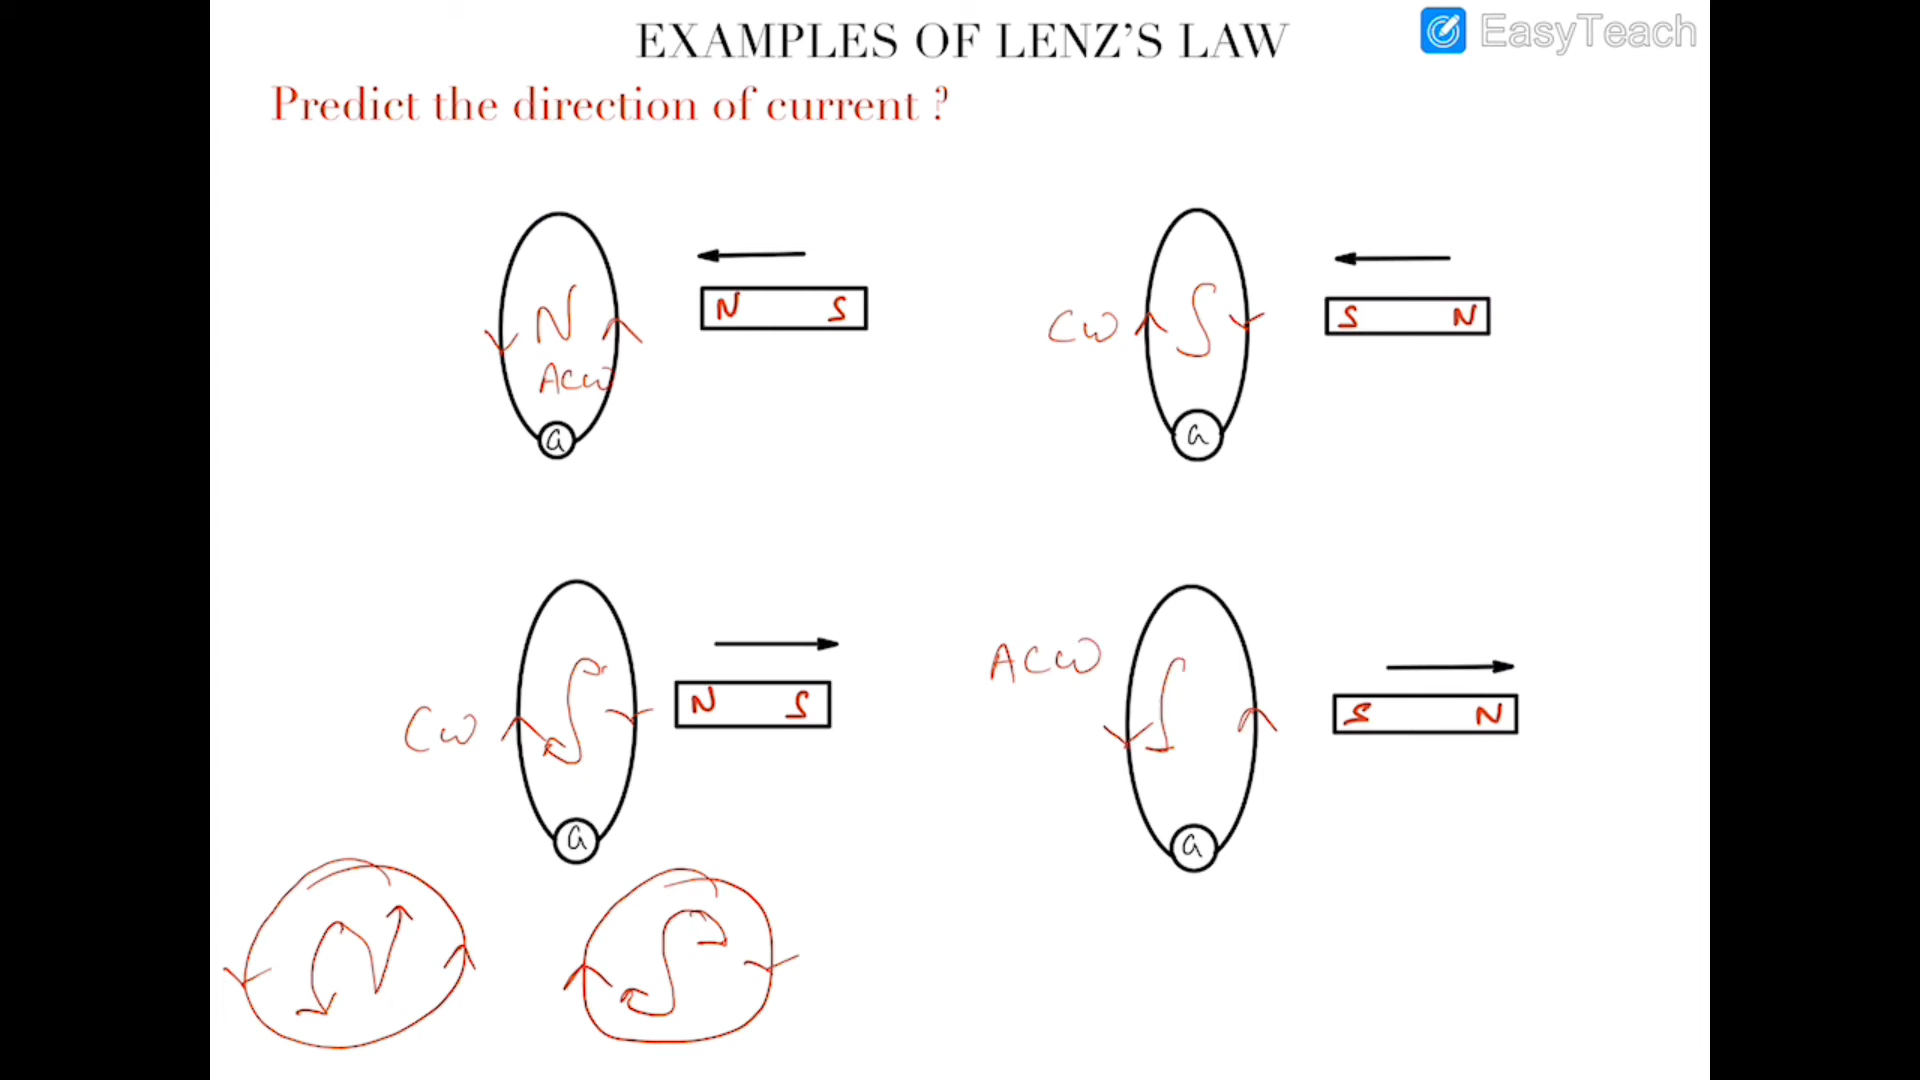 EXAMPLES OF LENZ'S LAW
EasyTeach
Predict the direction of current ?
N
ACW
N S
G
CW
S
S N
G
CW
S
N S
G
ACW
S
S N
G
N
S